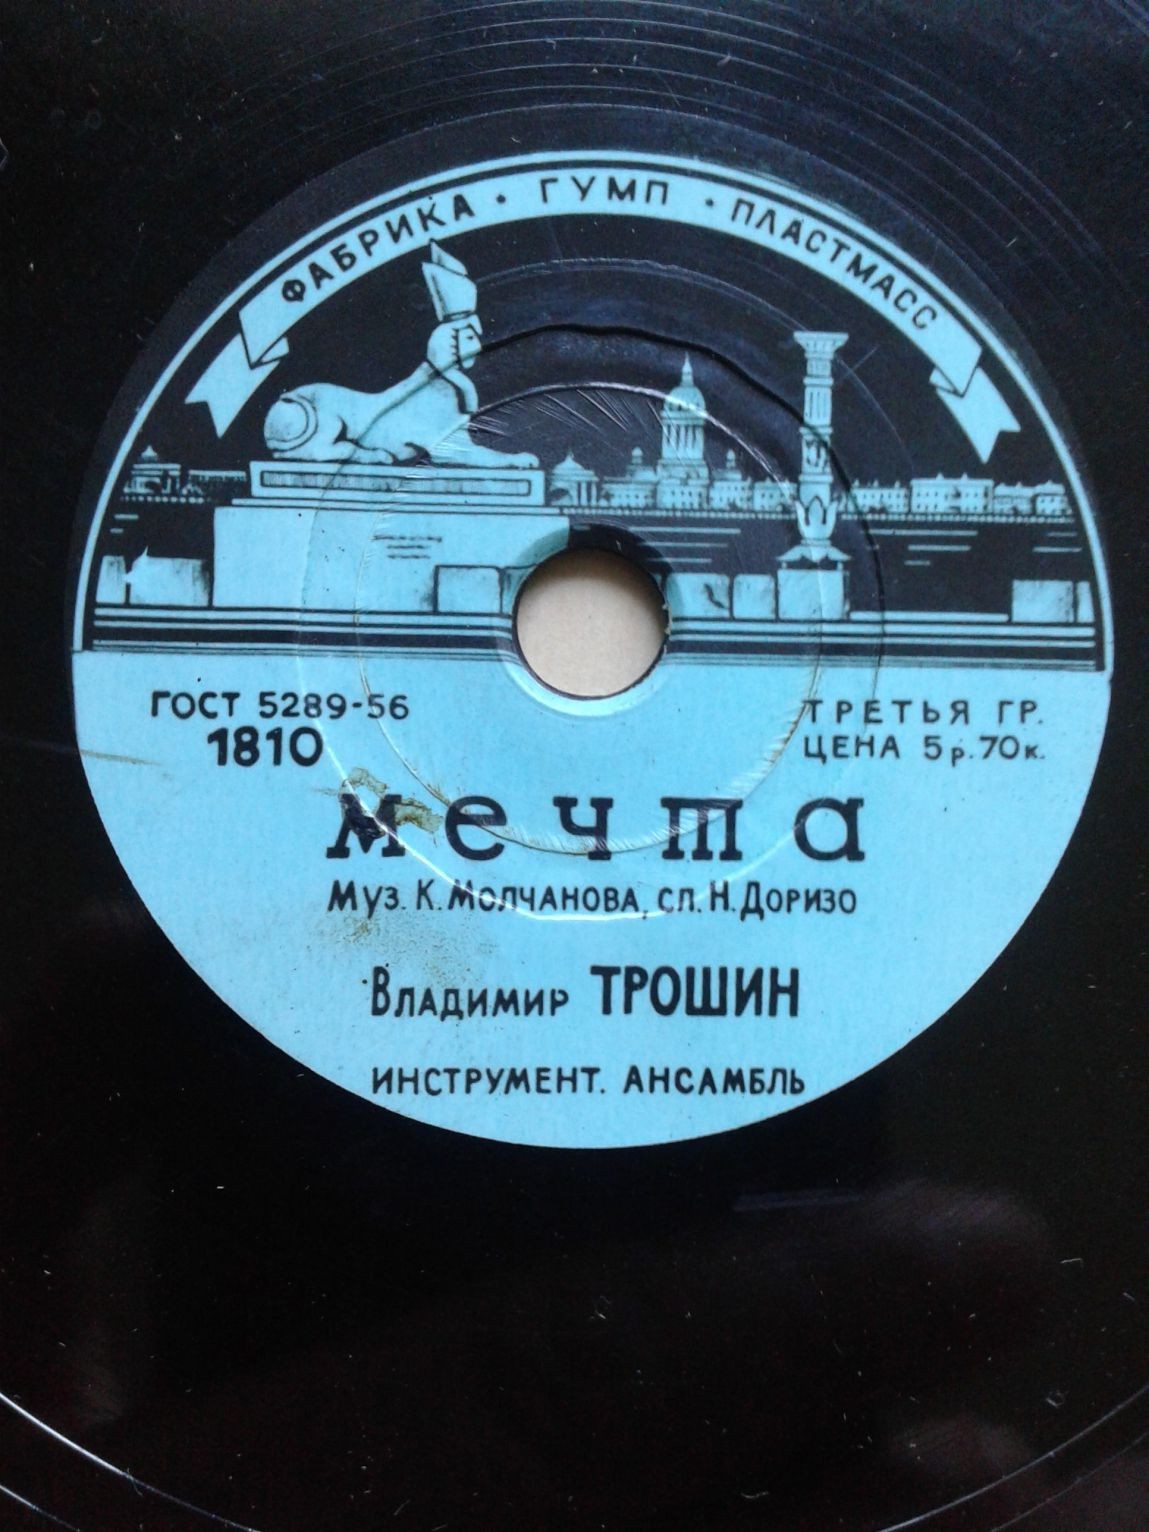 ФАБРИКА · ГУМП · ПЛАСТМАСС
ГОСТ 5289-56
1810
ТРЕТЬЯ ГР.
ЦЕНА 5р.70к.
мечта
Муз. К. Молчанова, сл. Н. Доризо
Владимир ТРОШИН
ИНСТРУМЕНТ. АНСАМБЛЬ